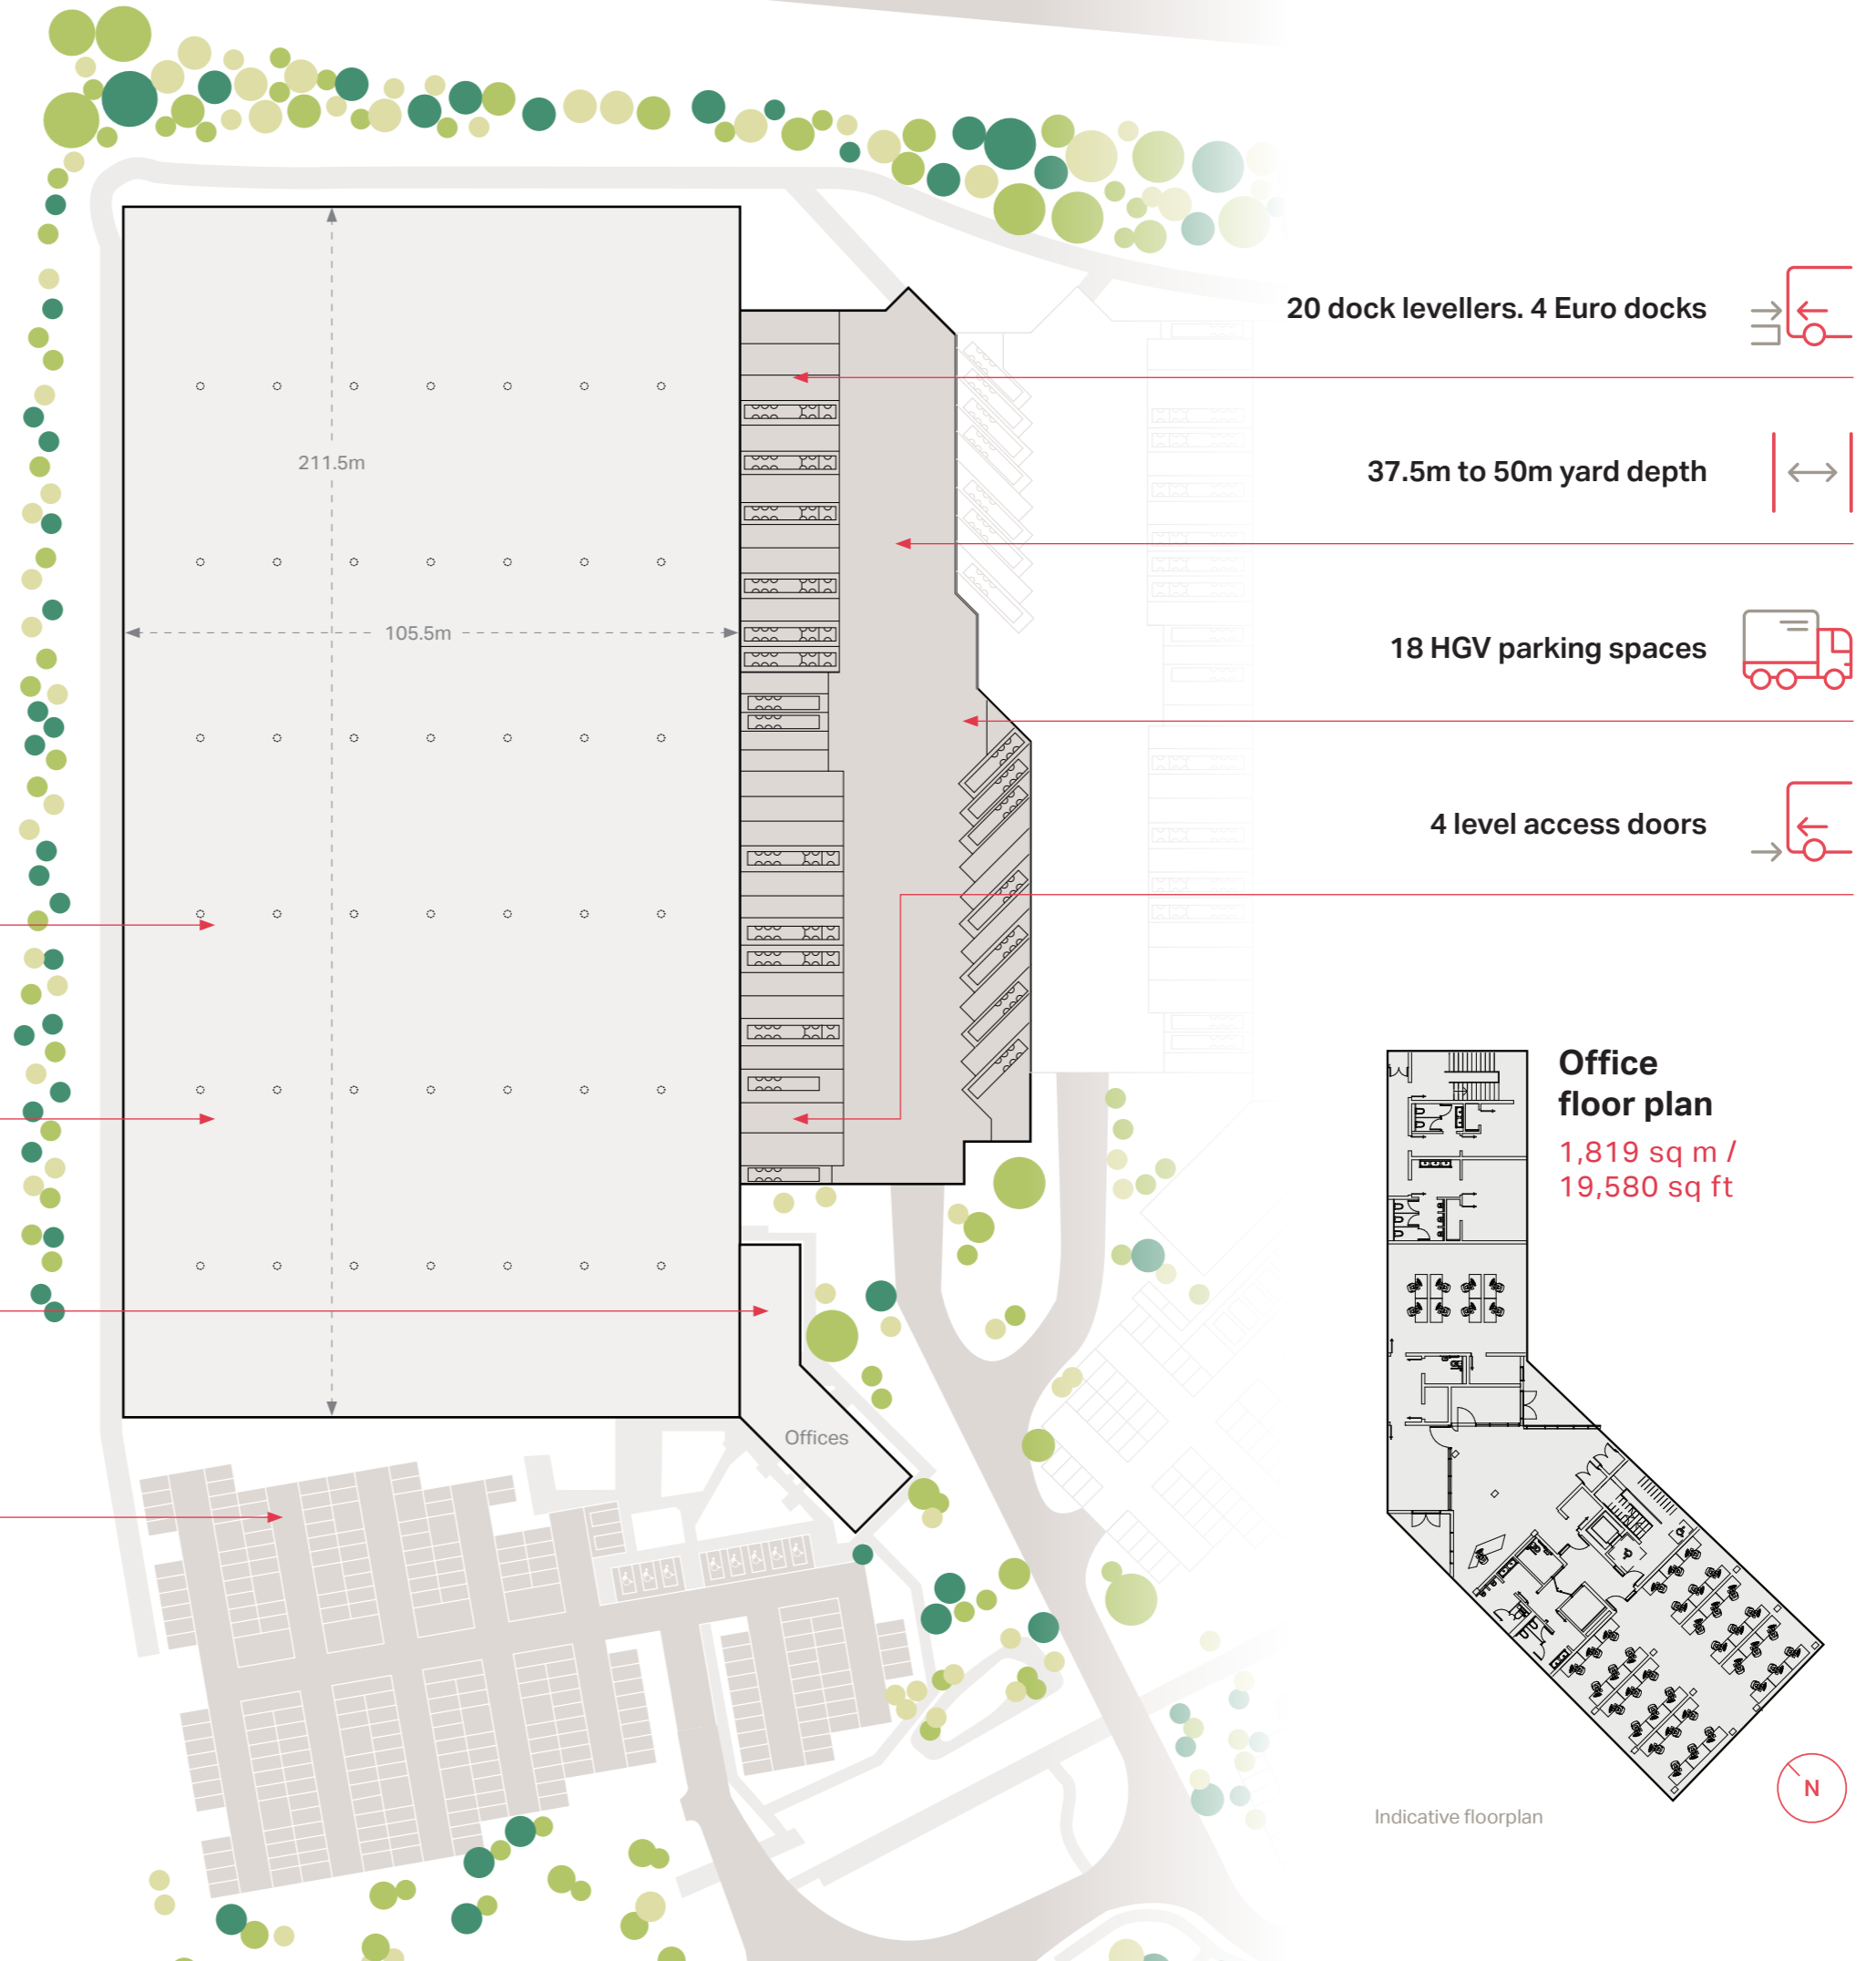 20 dock levellers. 4 Euro docks
211.5m
37.5m to 50m yard depth
105.5m
18 HGV parking spaces
4 level access doors
Office
floor plan
1,819 sq m /
19,580 sq ft
Offices
N
Indicative floorplan